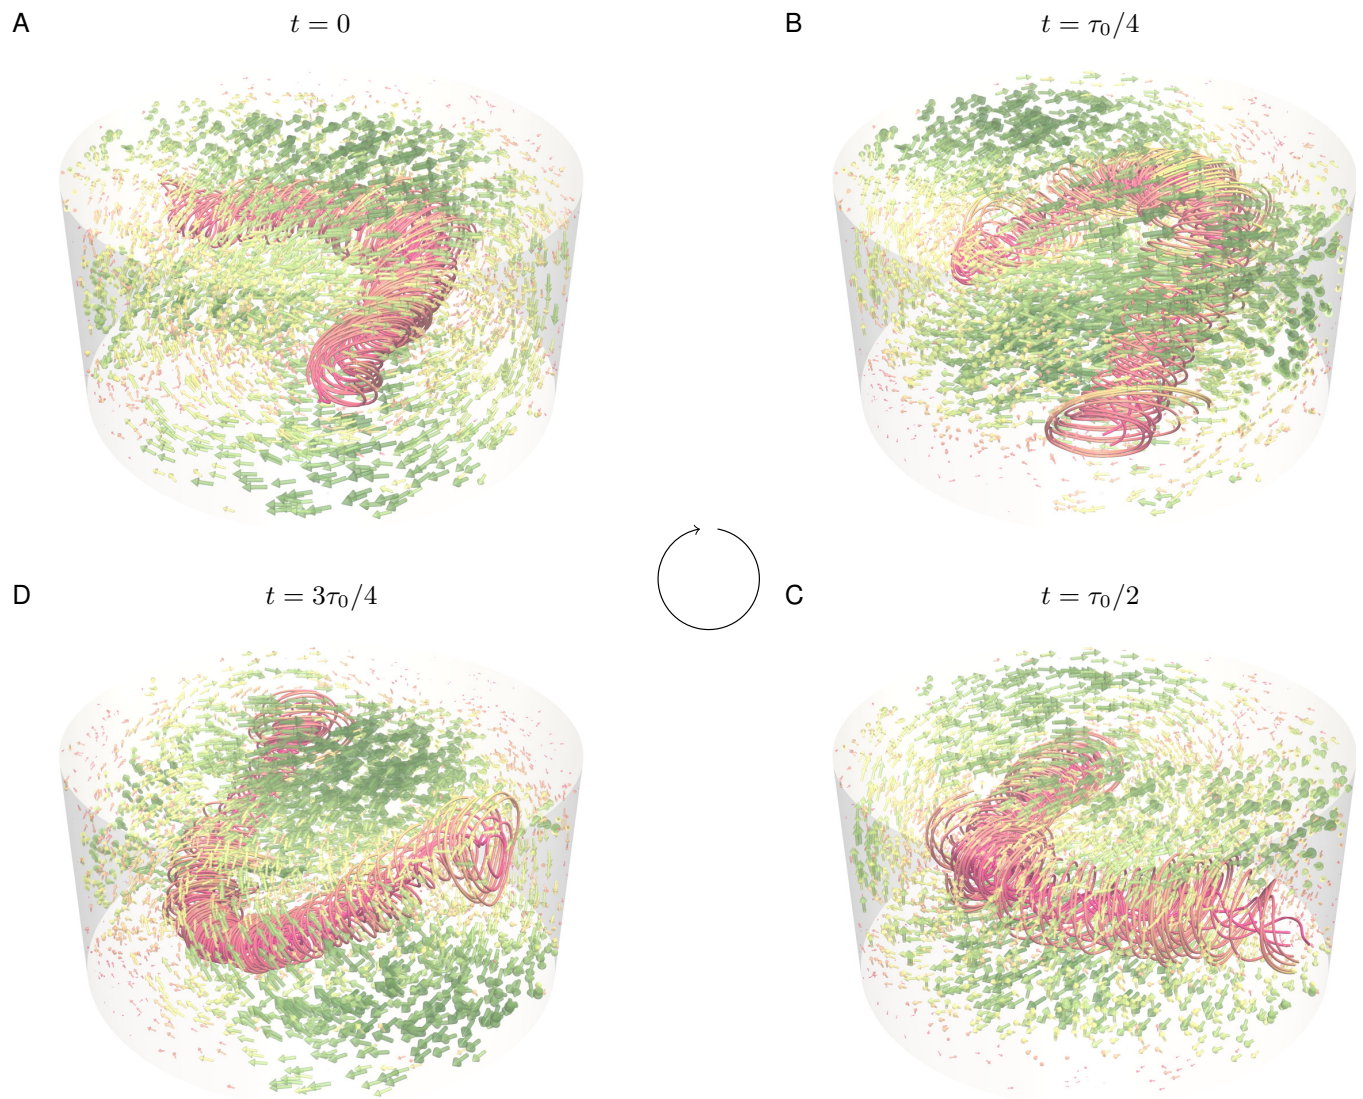 A
t = 0
B
t = τ₀/4
D
t = 3τ₀/4
C
t = τ₀/2